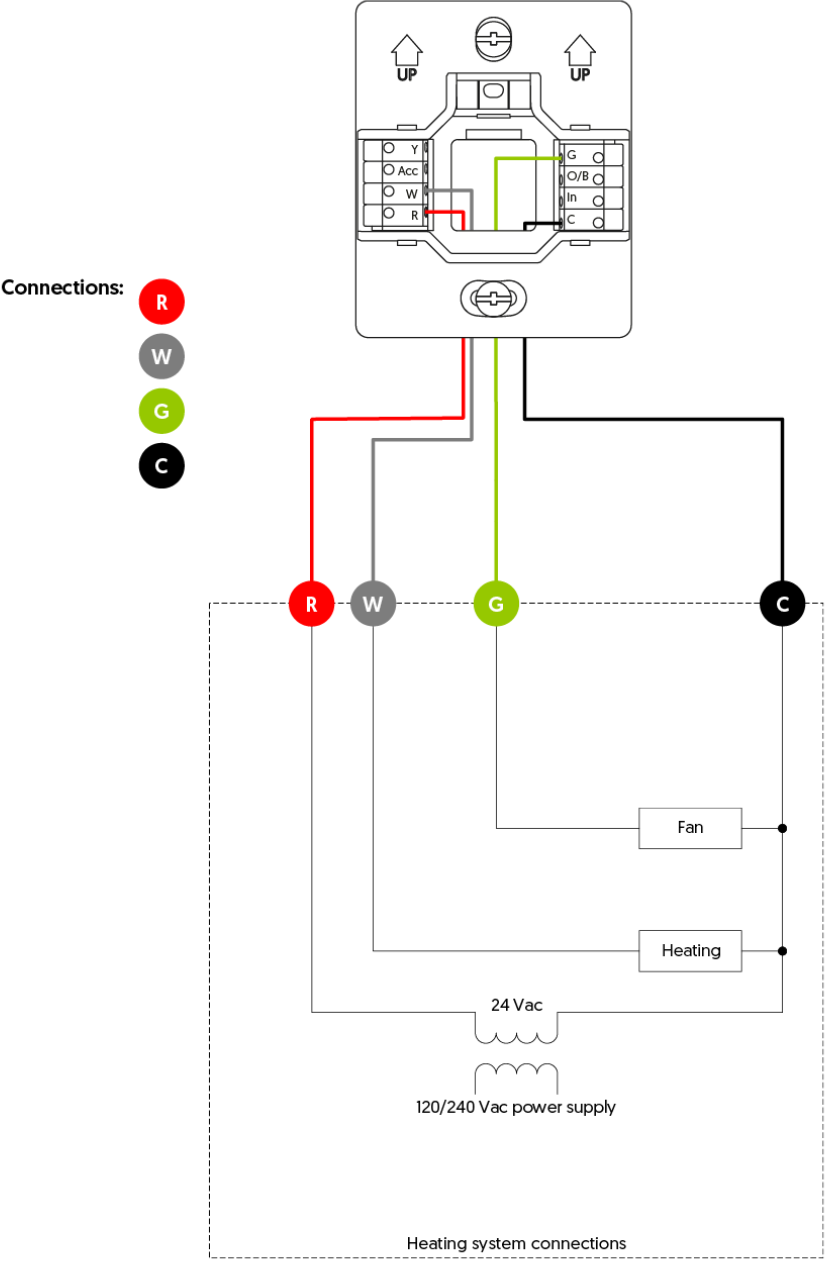 UP UP
Y G
Acc O/B
W In
R C
Connections:
R
W
G
C
R W G C
Fan
Heating
24 Vac
120/240 Vac power supply
Heating system connections